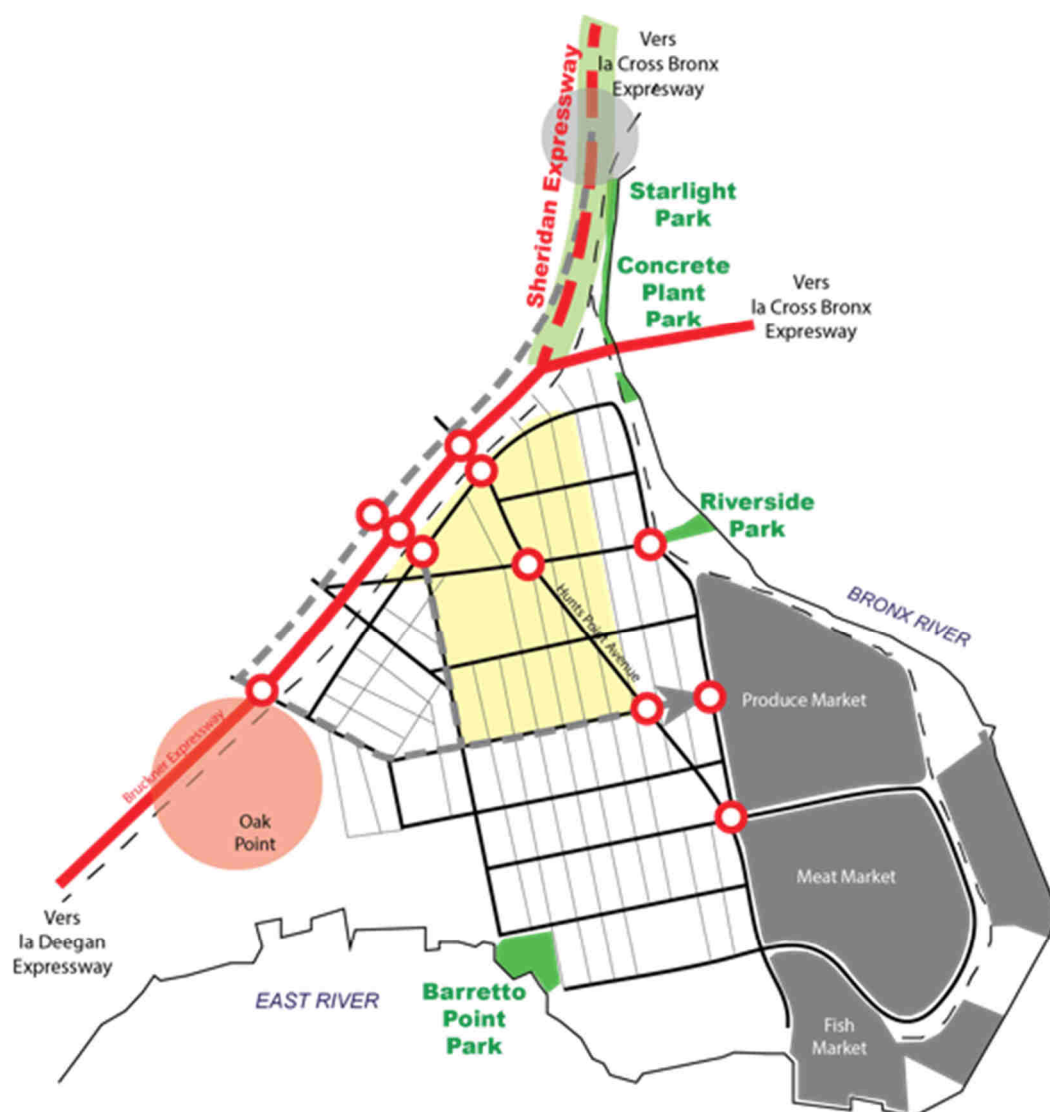 Vers
la Cross Bronx
Expresway
Sheridan Expressway
Starlight
Park
Concrete
Plant
Park
Vers
la Cross Bronx
Expresway
Riverside
Park
BRONX RIVER
Hunts Point Avenue
Produce Market
Bruckner Expressway
Oak
Point
Meat Market
Vers
la Deegan
Expressway
EAST RIVER
Barretto
Point
Park
Fish
Market